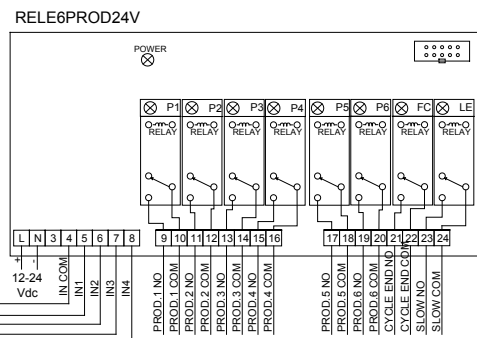 RELE6PROD24V
POWER
P1 P2 P3 P4 P5 P6 FC LE
RELAY RELAY RELAY RELAY RELAY RELAY RELAY RELAY
L N 3 4 5 6 7 8 9 10 11 12 13 14 15 16 17 18 19 20 21 22 23 24
+ -
12-24
Vdc
IN COM
IN1
IN2
IN3
IN4
PROD.1 NO
PROD.1 COM
PROD.2 NO
PROD.2 COM
PROD.3 NO
PROD.3 COM
PROD.4 NO
PROD.4 COM
PROD.5 NO
PROD.5 COM
PROD.6 NO
PROD.6 COM
CYCLE END NO
CYCLE END COM
SLOW NO
SLOW COM